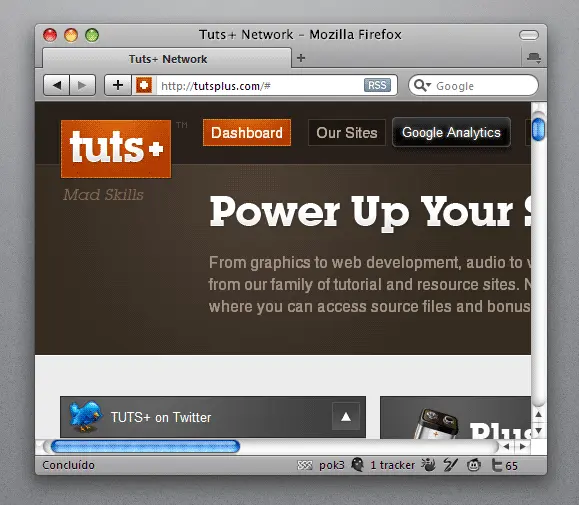 Tuts+ Network – Mozilla Firefox
Tuts+ Network
http://tutsplus.com/# RSS Google
tuts+ ™ Dashboard Our Sites Google Analytics
Mad Skills
Power Up Your S
From graphics to web development, audio to v
from our family of tutorial and resource sites. N
where you can access source files and bonus
TUTS+ on Twitter
Plus
Concluído pok3 1 tracker 65